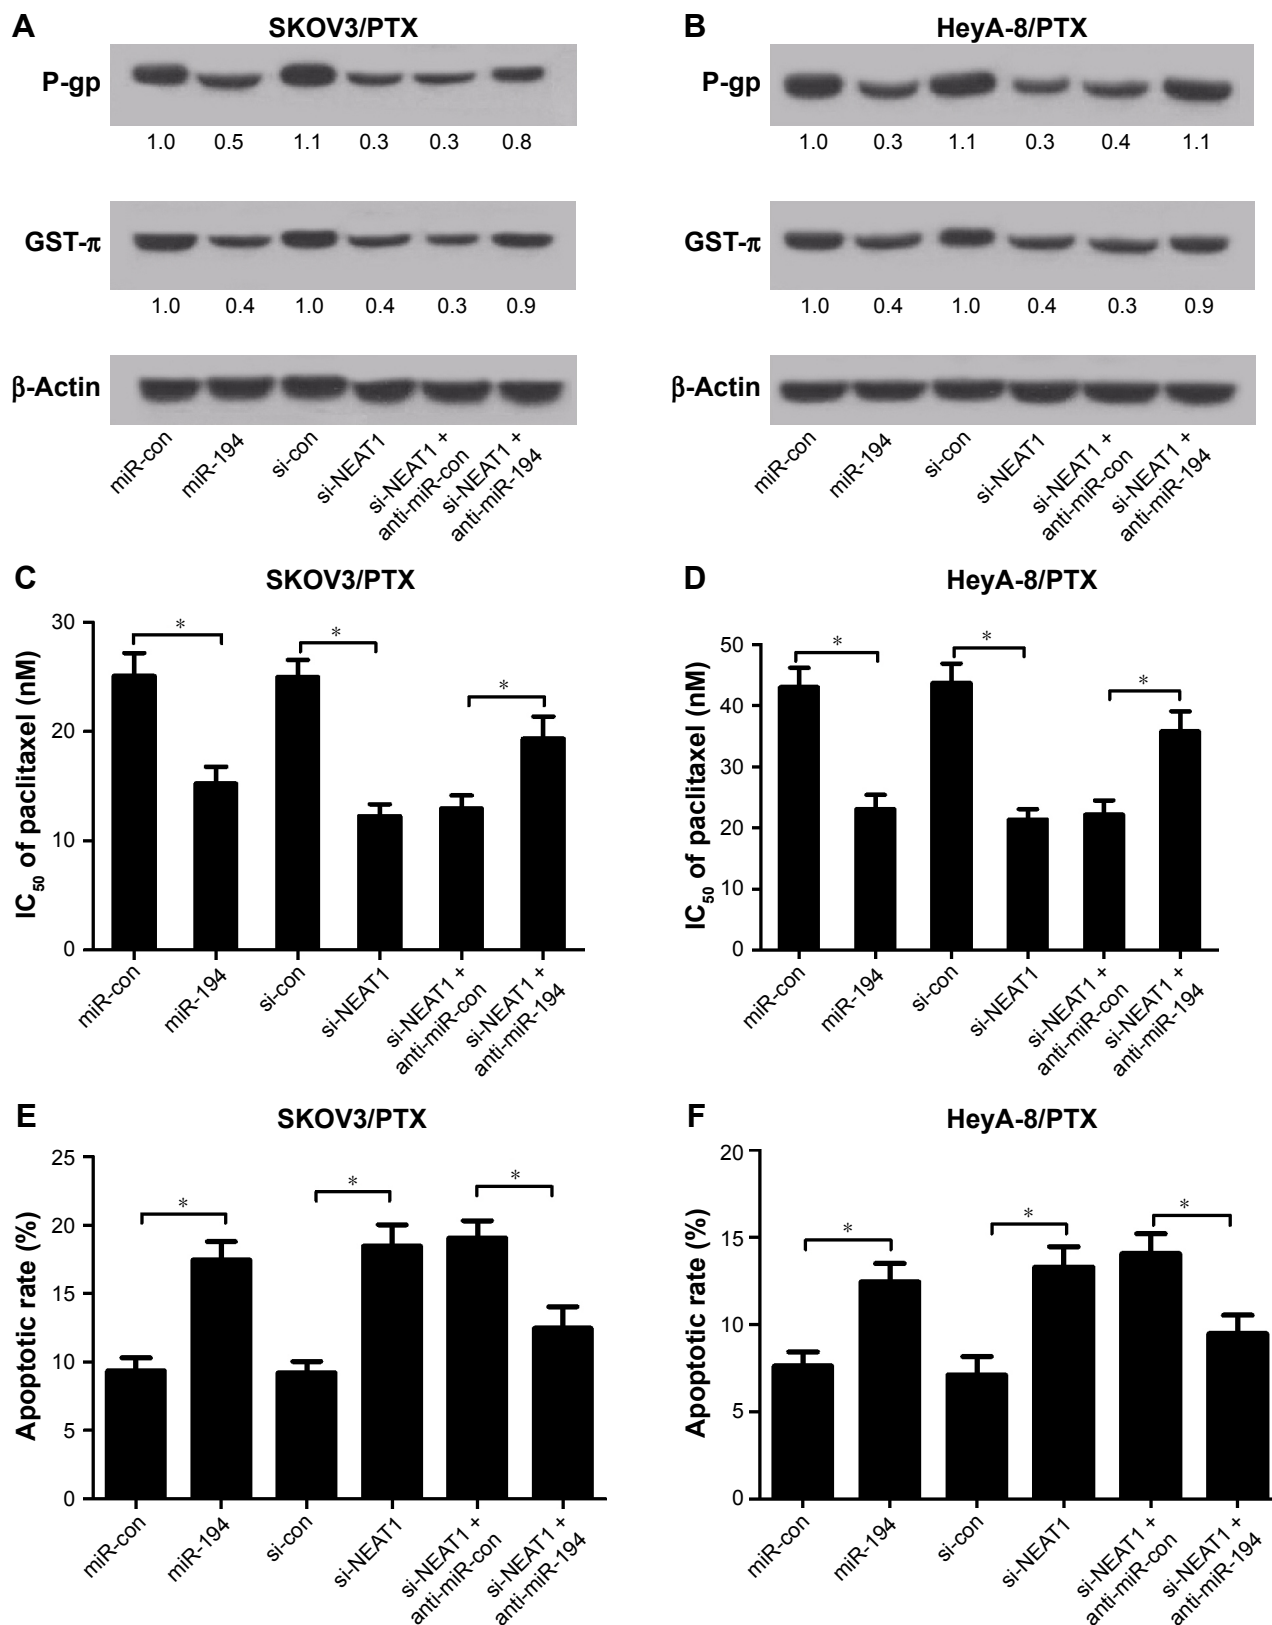 A
SKOV3/PTX
P-gp
1.0 0.5 1.1 0.3 0.3 0.8
GST-π
1.0 0.4 1.0 0.4 0.3 0.9
β-Actin
miR-con
miR-194
si-con
si-NEAT1
si-NEAT1 +
anti-miR-con
si-NEAT1 +
anti-miR-194
B
HeyA-8/PTX
P-gp
1.0 0.3 1.1 0.3 0.4 1.1
GST-π
1.0 0.4 1.0 0.4 0.3 0.9
β-Actin
miR-con
miR-194
si-con
si-NEAT1
si-NEAT1 +
anti-miR-con
si-NEAT1 +
anti-miR-194
C
SKOV3/PTX
IC50 of paclitaxel (nM)
30
20
10
0
*
*
*
miR-con
miR-194
si-con
si-NEAT1
si-NEAT1 +
anti-miR-con
si-NEAT1 +
anti-miR-194
D
HeyA-8/PTX
IC50 of paclitaxel (nM)
50
40
30
20
10
0
*
*
*
miR-con
miR-194
si-con
si-NEAT1
si-NEAT1 +
anti-miR-con
si-NEAT1 +
anti-miR-194
E
SKOV3/PTX
Apoptotic rate (%)
25
20
15
10
5
0
*
*
*
miR-con
miR-194
si-con
si-NEAT1
si-NEAT1 +
anti-miR-con
si-NEAT1 +
anti-miR-194
F
HeyA-8/PTX
Apoptotic rate (%)
20
15
10
5
0
*
*
*
miR-con
miR-194
si-con
si-NEAT1
si-NEAT1 +
anti-miR-con
si-NEAT1 +
anti-miR-194